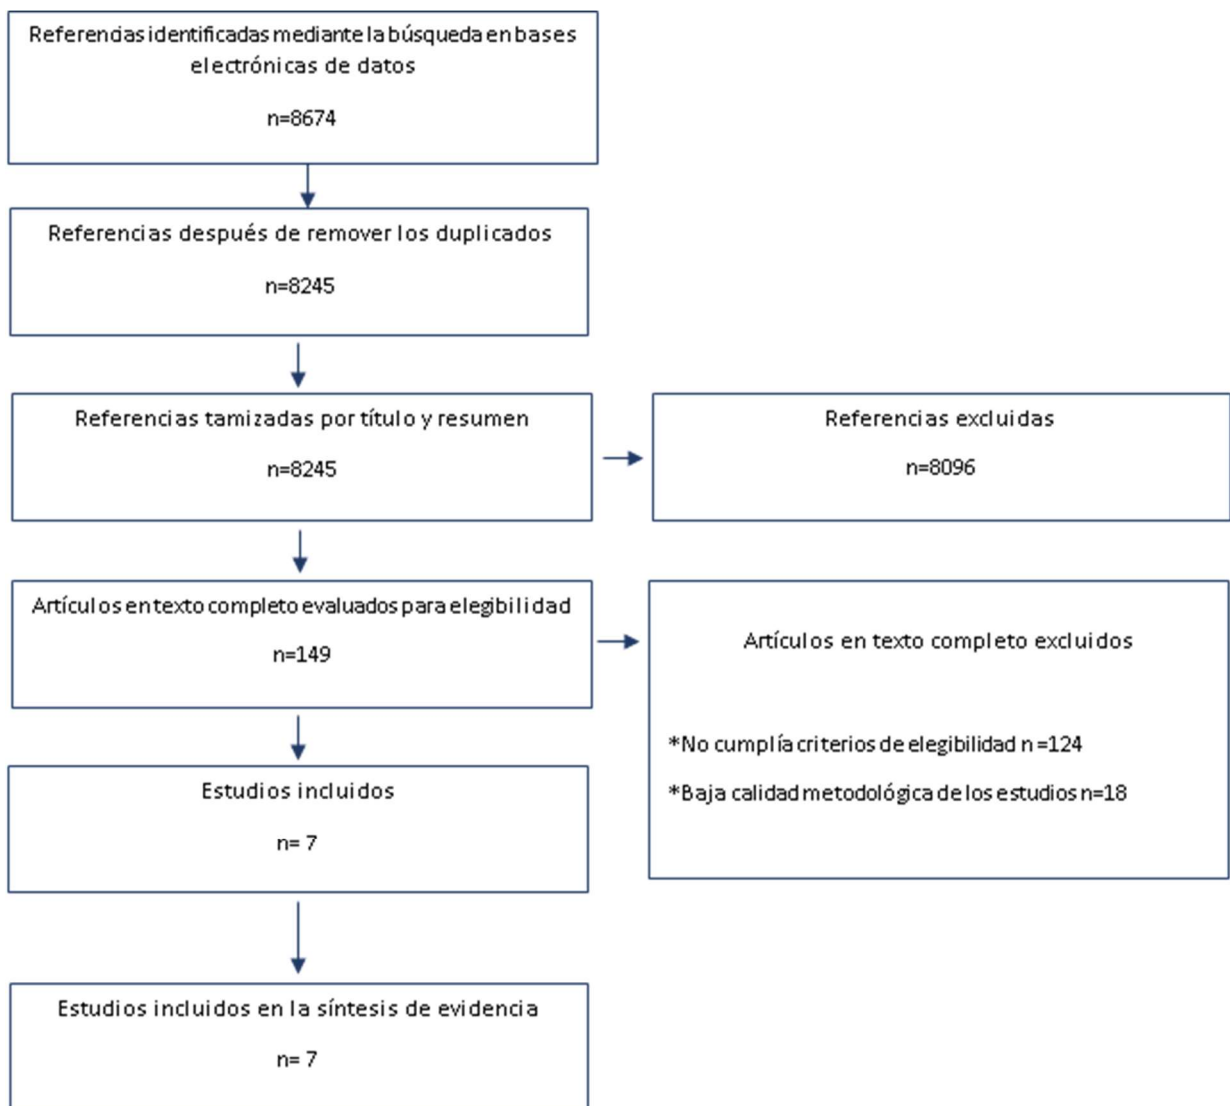 Referencias identificadas mediante la búsqueda en bases
electrónicas de datos
n=8674
Referencias después de remover los duplicados
n=8245
Referencias tamizadas por título y resumen
n=8245
Referencias excluidas
n=8096
Artículos en texto completo evaluados para elegibilidad
n=149
Artículos en texto completo excluidos
*No cumplía criterios de elegibilidad n =124
*Baja calidad metodológica de los estudios n=18
Estudios incluidos
n= 7
Estudios incluidos en la síntesis de evidencia
n= 7